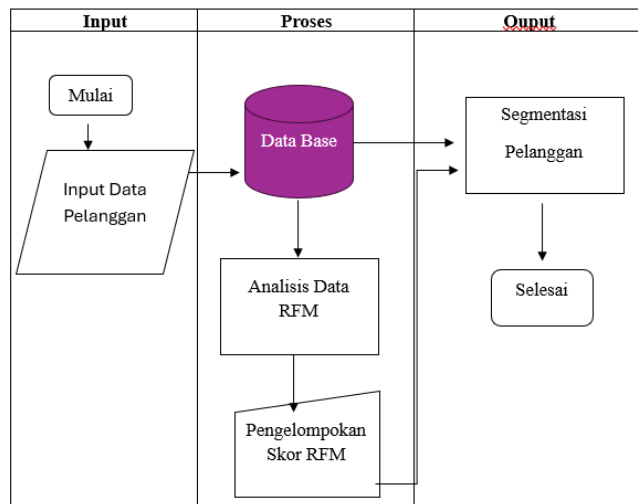 Input
Proses
Ouput
Mulai
Input Data
Pelanggan
Data Base
Analisis Data
RFM
Pengelompokan
Skor RFM
Segmentasi
Pelanggan
Selesai